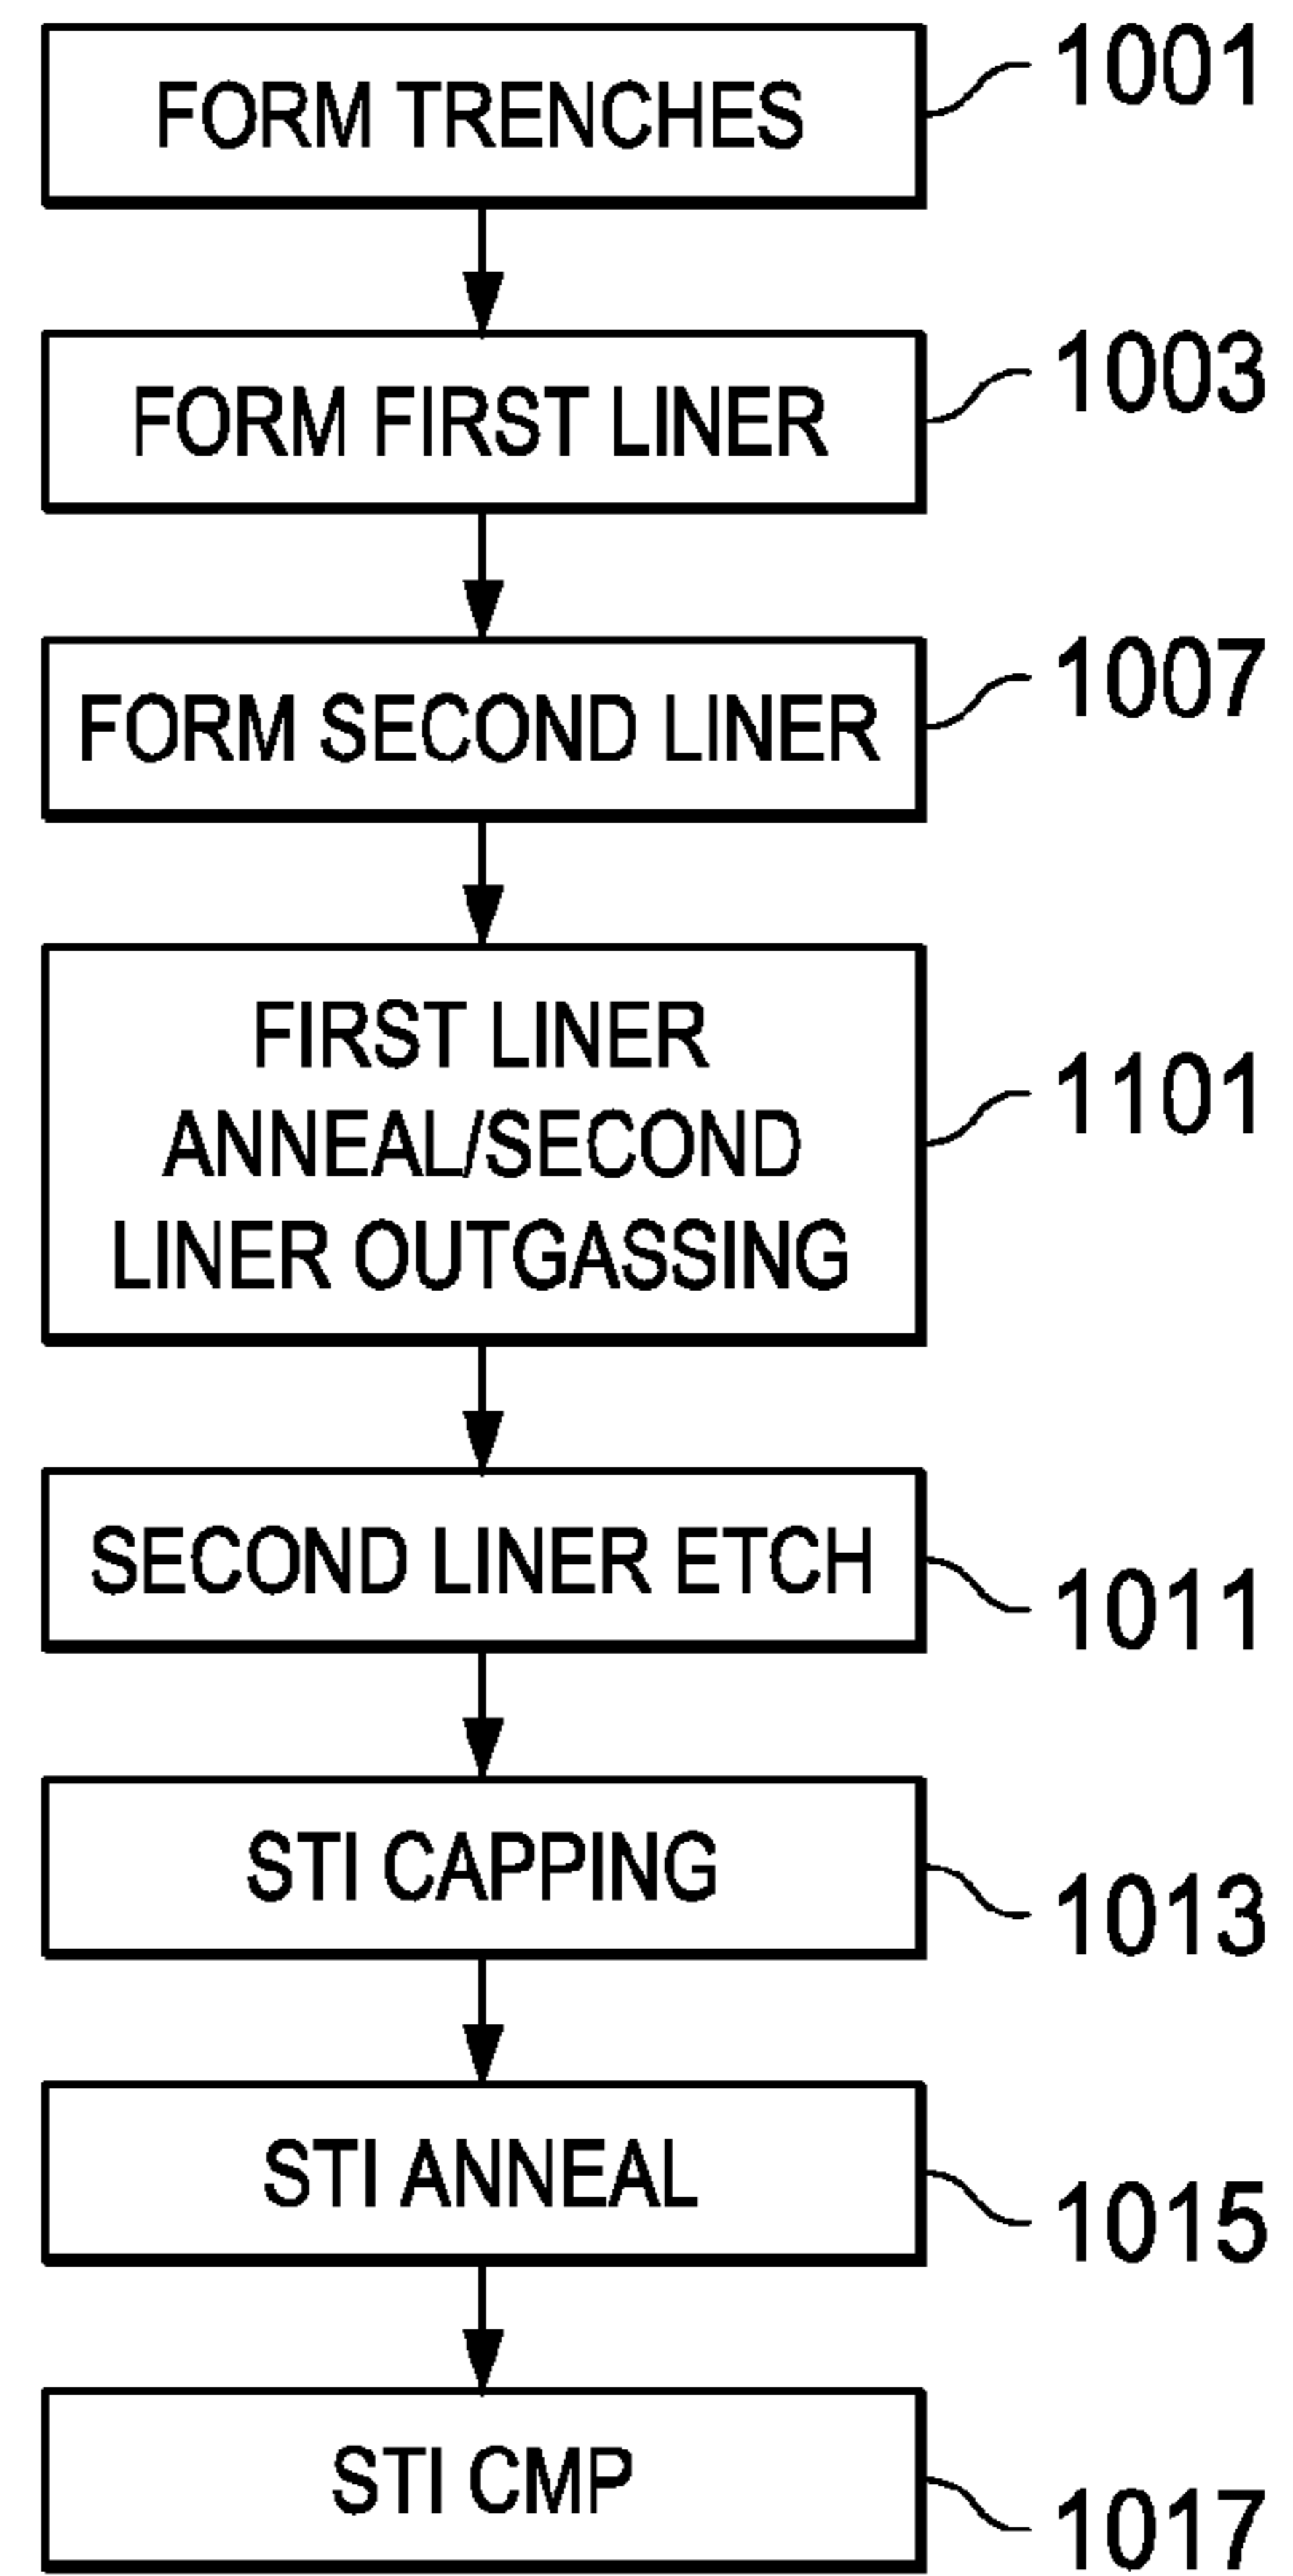 FORM TRENCHES
1001
FORM FIRST LINER
1003
FORM SECOND LINER
1007
FIRST LINER
ANNEAL/SECOND
LINER OUTGASSING
1101
SECOND LINER ETCH
1011
STI CAPPING
1013
STI ANNEAL
1015
STI CMP
1017